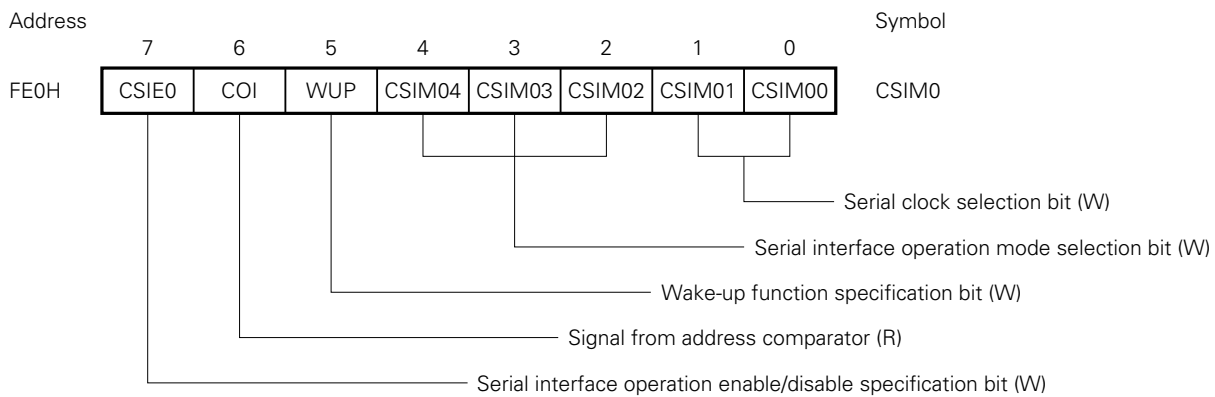 Address Symbol
7 6 5 4 3 2 1 0
FE0H CSIE0 COI WUP CSIM04 CSIM03 CSIM02 CSIM01 CSIM00 CSIM0
Serial clock selection bit (W)
Serial interface operation mode selection bit (W)
Wake-up function specification bit (W)
Signal from address comparator (R)
Serial interface operation enable/disable specification bit (W)